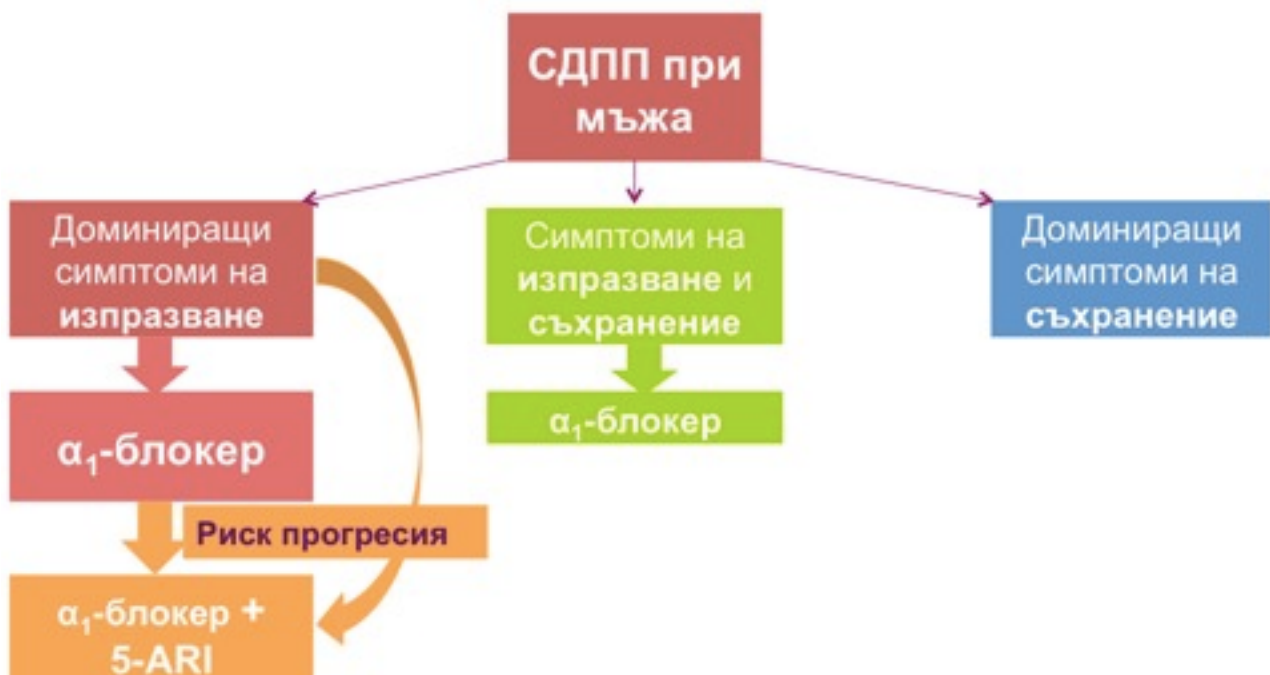 СДПП при
мъжа
Доминиращи
симптоми на
изпразване
Симптоми на
изпразване и
съхранение
Доминиращи
симптоми на
съхранение
α₁-блокер
α₁-блокер
Риск прогресия
α₁-блокер +
5-ARI